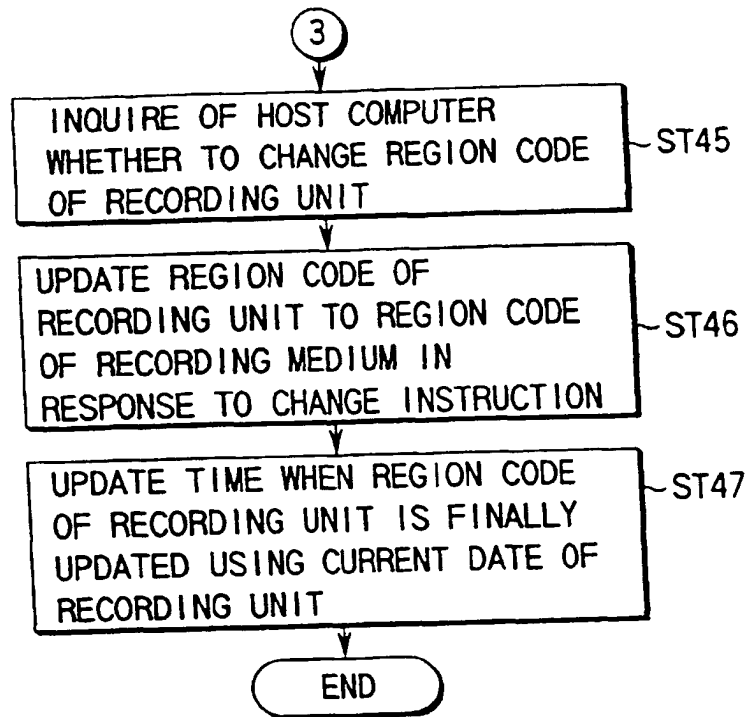 3
INQUIRE OF HOST COMPUTER
WHETHER TO CHANGE REGION CODE
OF RECORDING UNIT
ST45
UPDATE REGION CODE OF
RECORDING UNIT TO REGION CODE
OF RECORDING MEDIUM IN
RESPONSE TO CHANGE INSTRUCTION
ST46
UPDATE TIME WHEN REGION CODE
OF RECORDING UNIT IS FINALLY
UPDATED USING CURRENT DATE OF
RECORDING UNIT
ST47
END